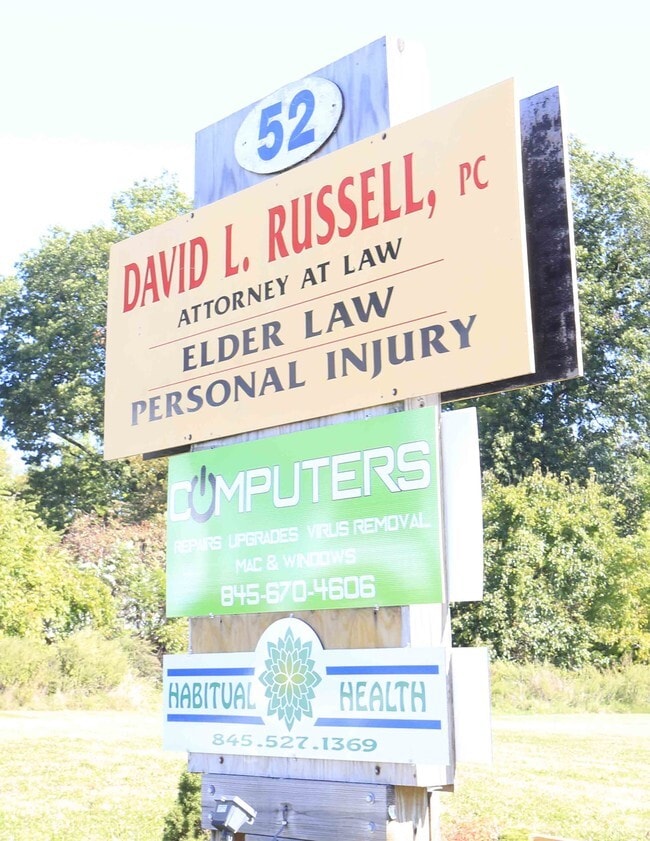 52
DAVID L. RUSSELL, PC
ATTORNEY AT LAW
ELDER LAW
PERSONAL INJURY
COMPUTERS
REPAIRS UPGRADES VIRUS REMOVAL
MAC & WINDOWS
845-670-4606
HABITUAL HEALTH
845.527.1369